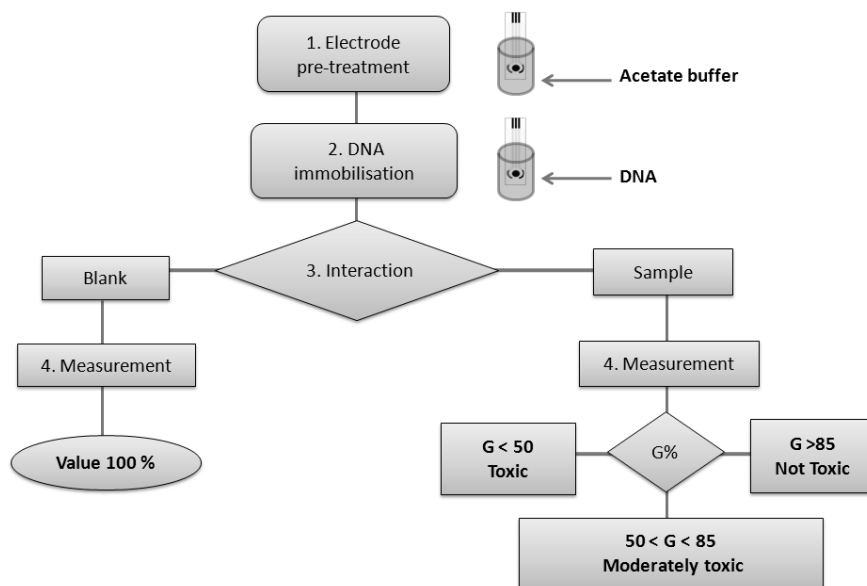 1. Electrode
pre-treatment
Acetate buffer
2. DNA
immobilisation
DNA
3. Interaction
Blank
Sample
4. Measurement
4. Measurement
Value 100 %
G < 50
Toxic
G%
G >85
Not Toxic
50 < G < 85
Moderately toxic